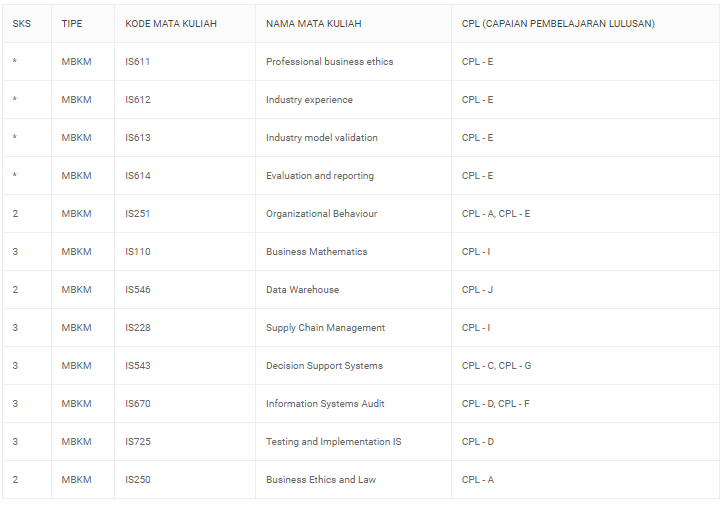 SKS TIPE KODE MATA KULIAH NAMA MATA KULIAH CPL (CAPAIAN PEMBELAJARAN LULUSAN)
* MBKM IS611 Professional business ethics CPL - E
* MBKM IS612 Industry experience CPL - E
* MBKM IS613 Industry model validation CPL - E
* MBKM IS614 Evaluation and reporting CPL - E
2 MBKM IS251 Organizational Behaviour CPL - A, CPL - E
3 MBKM IS110 Business Mathematics CPL - I
2 MBKM IS546 Data Warehouse CPL - J
3 MBKM IS228 Supply Chain Management CPL - I
3 MBKM IS543 Decision Support Systems CPL - C, CPL - G
3 MBKM IS670 Information Systems Audit CPL - D, CPL - F
3 MBKM IS725 Testing and Implementation IS CPL - D
2 MBKM IS250 Business Ethics and Law CPL - A